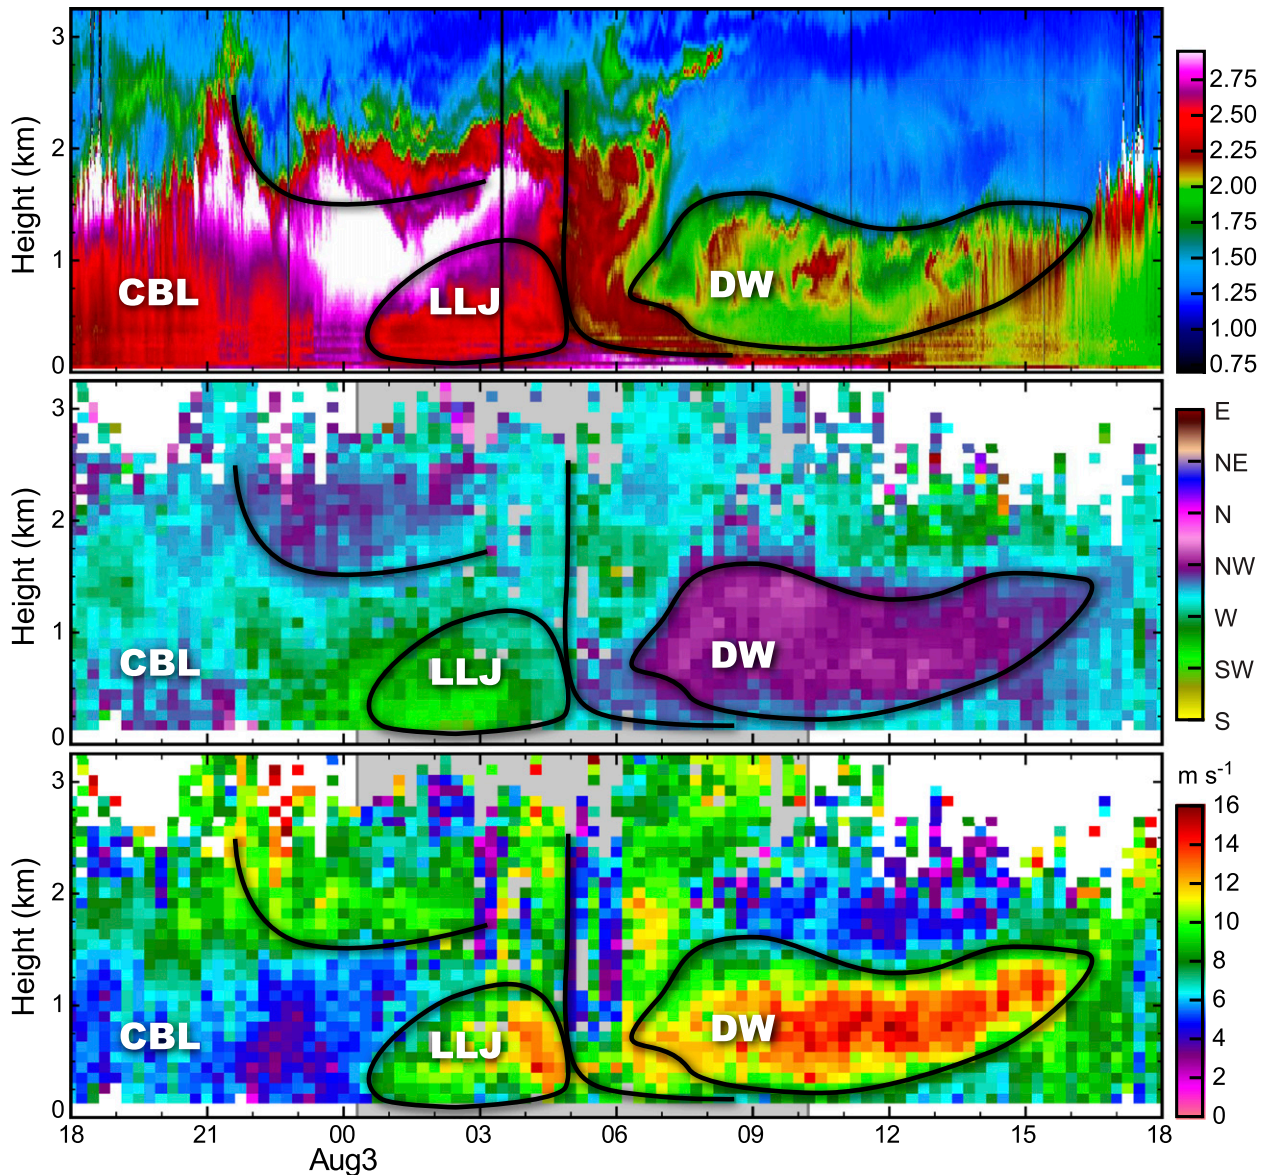 3
2
1
0
Height (km)
CBL
LLJ
DW
2.75
2.50
2.25
2.00
1.75
1.50
1.25
1.00
0.75
3
2
1
0
Height (km)
CBL
LLJ
DW
E
NE
N
NW
W
SW
S
3
2
1
0
Height (km)
CBL
LLJ
DW
m s⁻¹
16
14
12
10
8
6
4
2
0
18 21 00 03 06 09 12 15 18
Aug3